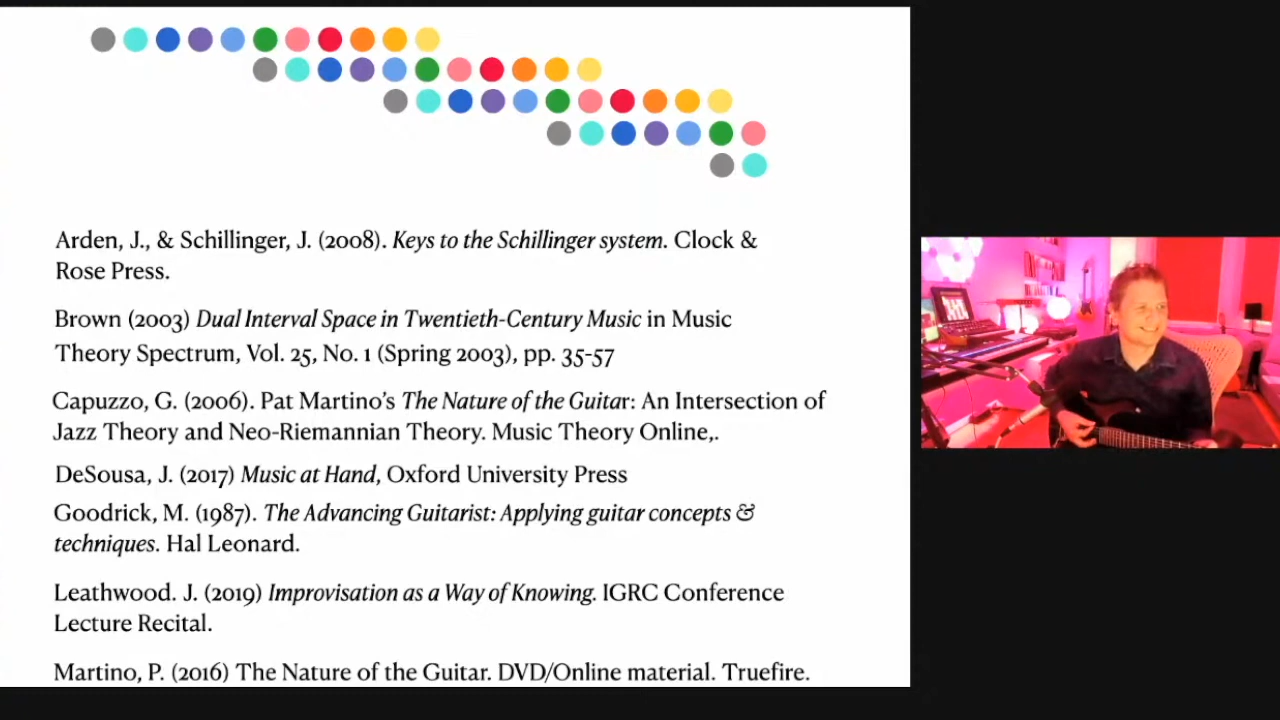 Arden, J., & Schillinger, J. (2008). Keys to the Schillinger system. Clock &
Rose Press.
Brown (2003) Dual Interval Space in Twentieth-Century Music in Music
Theory Spectrum, Vol. 25, No. 1 (Spring 2003), pp. 35-57
Capuzzo, G. (2006). Pat Martino's The Nature of the Guitar: An Intersection of
Jazz Theory and Neo-Riemannian Theory. Music Theory Online,.
DeSousa, J. (2017) Music at Hand, Oxford University Press
Goodrick, M. (1987). The Advancing Guitarist: Applying guitar concepts &
techniques. Hal Leonard.
Leathwood. J. (2019) Improvisation as a Way of Knowing. IGRC Conference
Lecture Recital.
Martino, P. (2016) The Nature of the Guitar. DVD/Online material. Truefire.